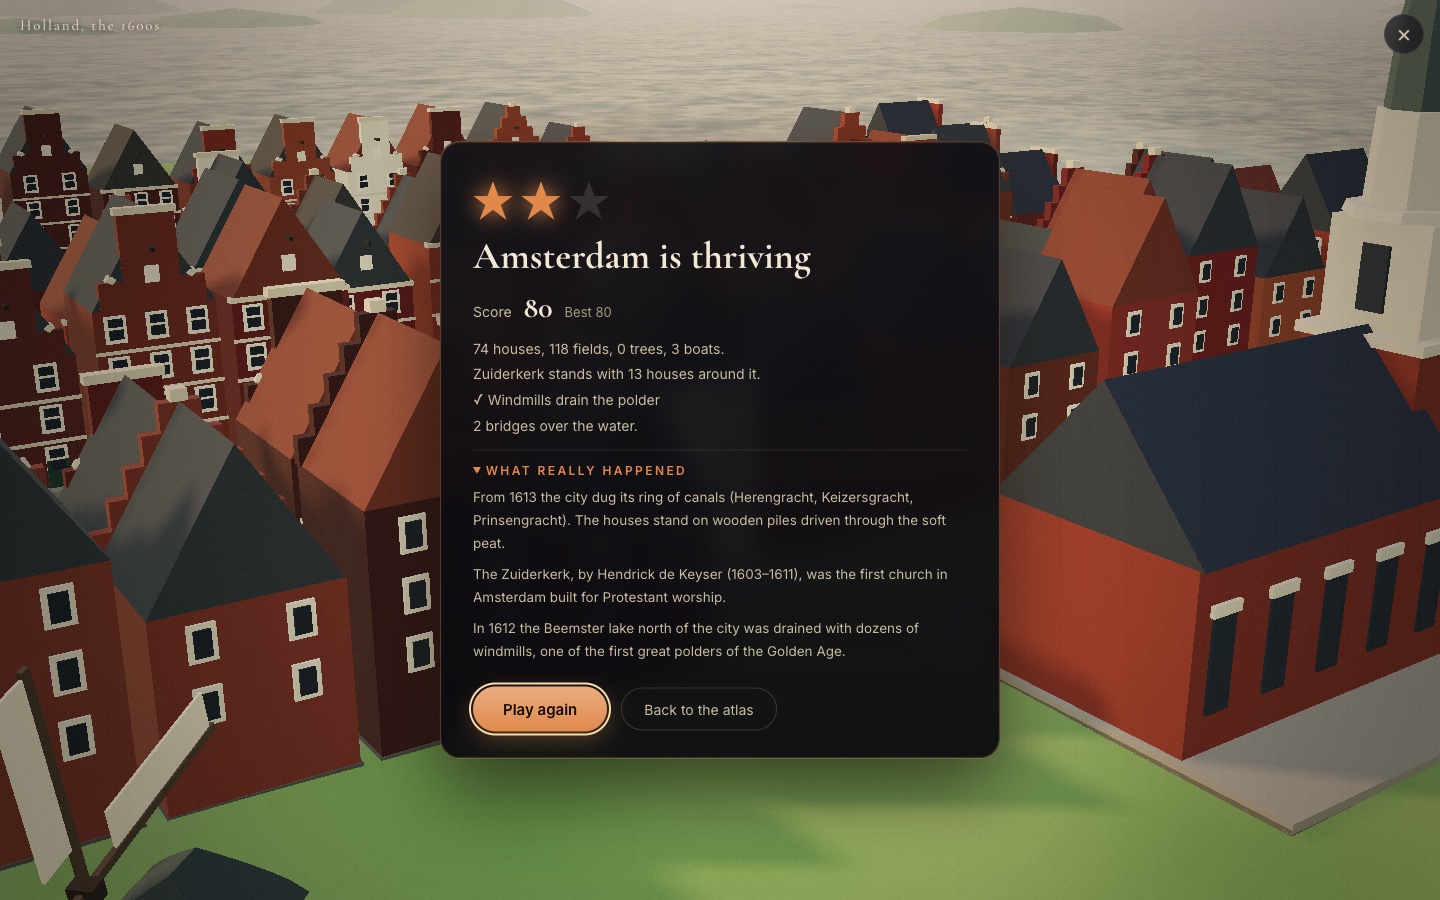 Holland, the 1600s
Amsterdam is thriving
Score 80 Best 80
74 houses, 118 fields, 0 trees, 3 boats.
Zuiderkerk stands with 13 houses around it.
✓ Windmills drain the polder
2 bridges over the water.
WHAT REALLY HAPPENED
From 1613 the city dug its ring of canals (Herengracht, Keizersgracht,
Prinsengracht). The houses stand on wooden piles driven through the soft
peat.
The Zuiderkerk, by Hendrick de Keyser (1603–1611), was the first church in
Amsterdam built for Protestant worship.
In 1612 the Beemster lake north of the city was drained with dozens of
windmills, one of the first great polders of the Golden Age.
Play again
Back to the atlas